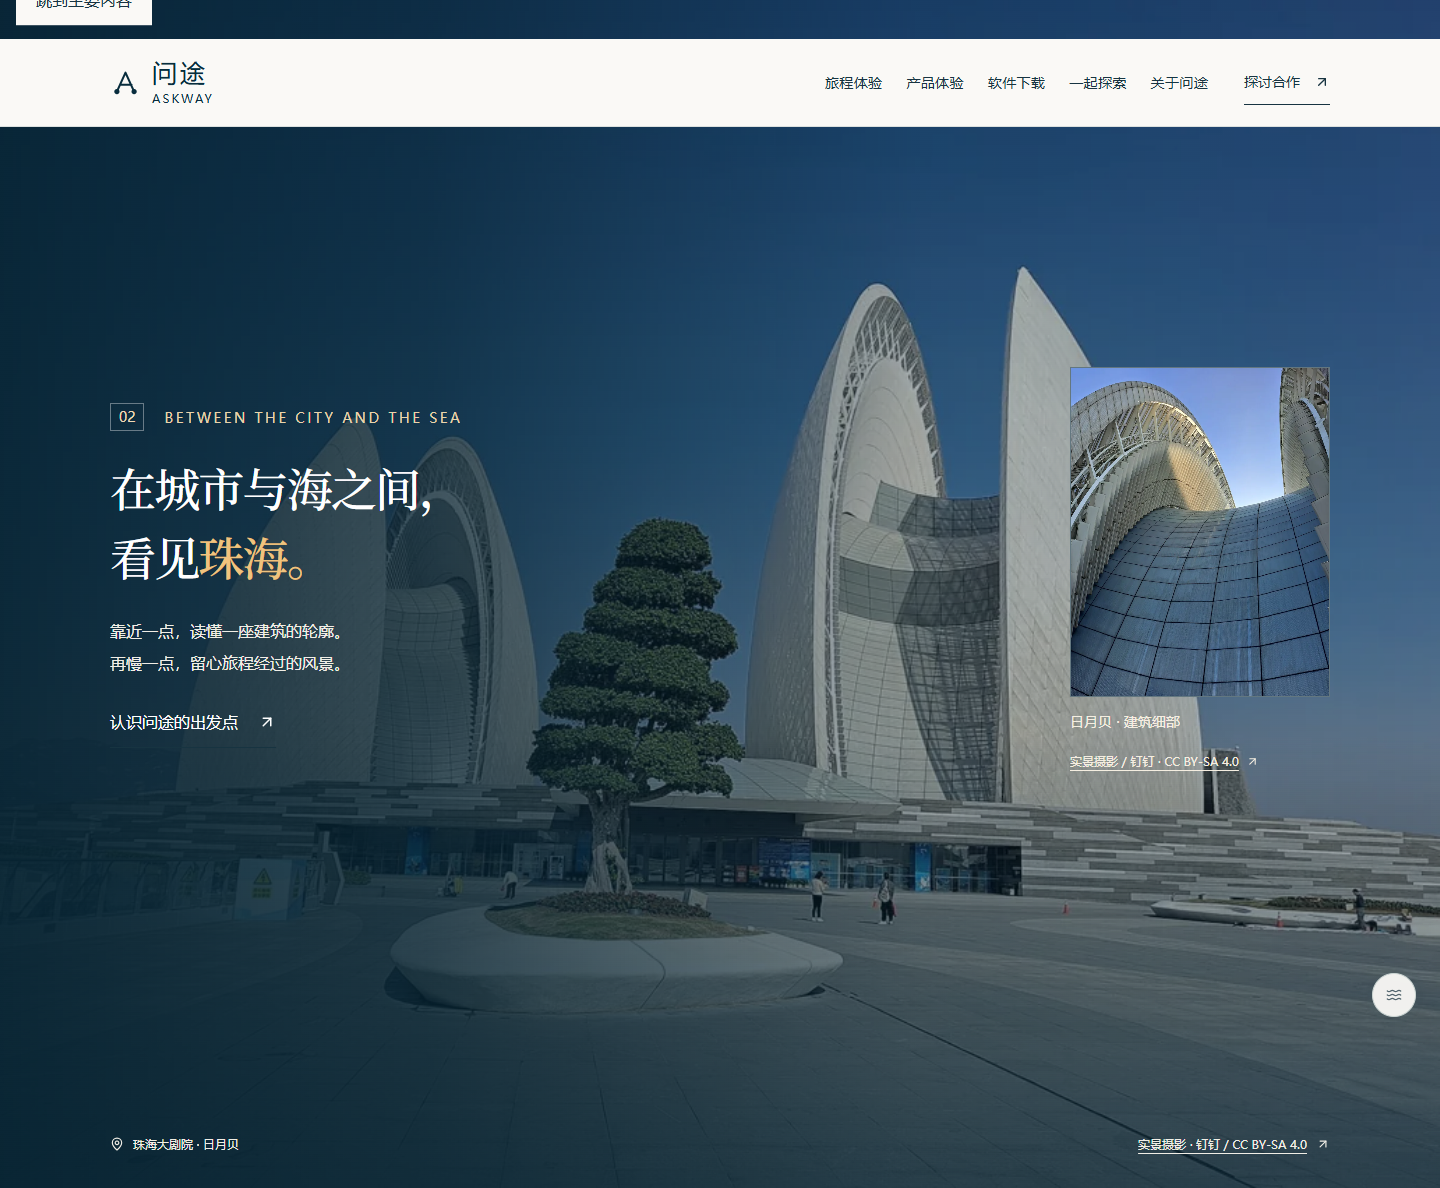 跳到主要内容
问途
ASKWAY
旅程体验
产品体验
软件下载
一起探索
关于问途
探讨合作
02
BETWEEN THE CITY AND THE SEA
在城市与海之间,
看见珠海。
靠近一点，读懂一座建筑的轮廓。
再慢一点，留心旅程经过的风景。
认识问途的出发点
日月贝 · 建筑细部
实景摄影 / 钉钉 · CC BY-SA 4.0
珠海大剧院 · 日月贝
实景摄影 · 钉钉 / CC BY-SA 4.0